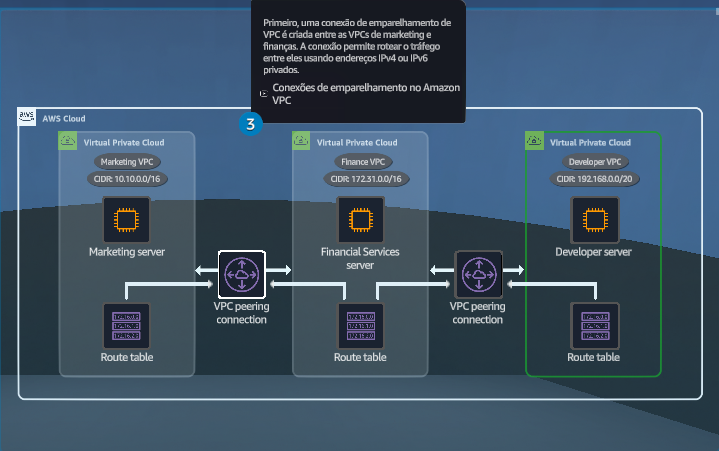 Primeiro, uma conexão de emparelhamento de
VPC é criada entre as VPCs de marketing e
finanças. A conexão permite rotear o tráfego
entre eles usando endereços IPv4 ou IPv6
privados.
Conexões de emparelhamento no Amazon
VPC
3
aws
AWS Cloud
Virtual Private Cloud
Marketing VPC
CIDR: 10.10.0.0/16
Marketing server
Route table
VPC peering
connection
Virtual Private Cloud
Finance VPC
CIDR: 172.31.0.0/16
Financial Services
server
Route table
VPC peering
connection
Virtual Private Cloud
Developer VPC
CIDR: 192.168.0.0/20
Developer server
Route table